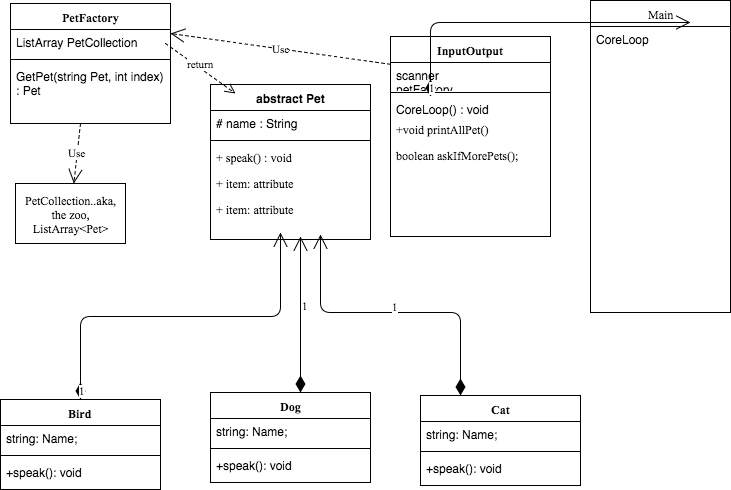 PetFactory
ListArray PetCollection
GetPet(string Pet, int index)
: Pet
Use
return
Use
PetCollection..aka,
the zoo,
ListArray<Pet>
abstract Pet
# name : String
+ speak() : void
+ item: attribute
+ item: attribute
InputOutput
scanner
petFactory
1
CoreLoop() : void
+void printAllPet()
boolean askIfMorePets();
Main
CoreLoop
1
1
1
Bird
string: Name;
+speak(): void
Dog
string: Name;
+speak(): void
Cat
string: Name;
+speak(): void